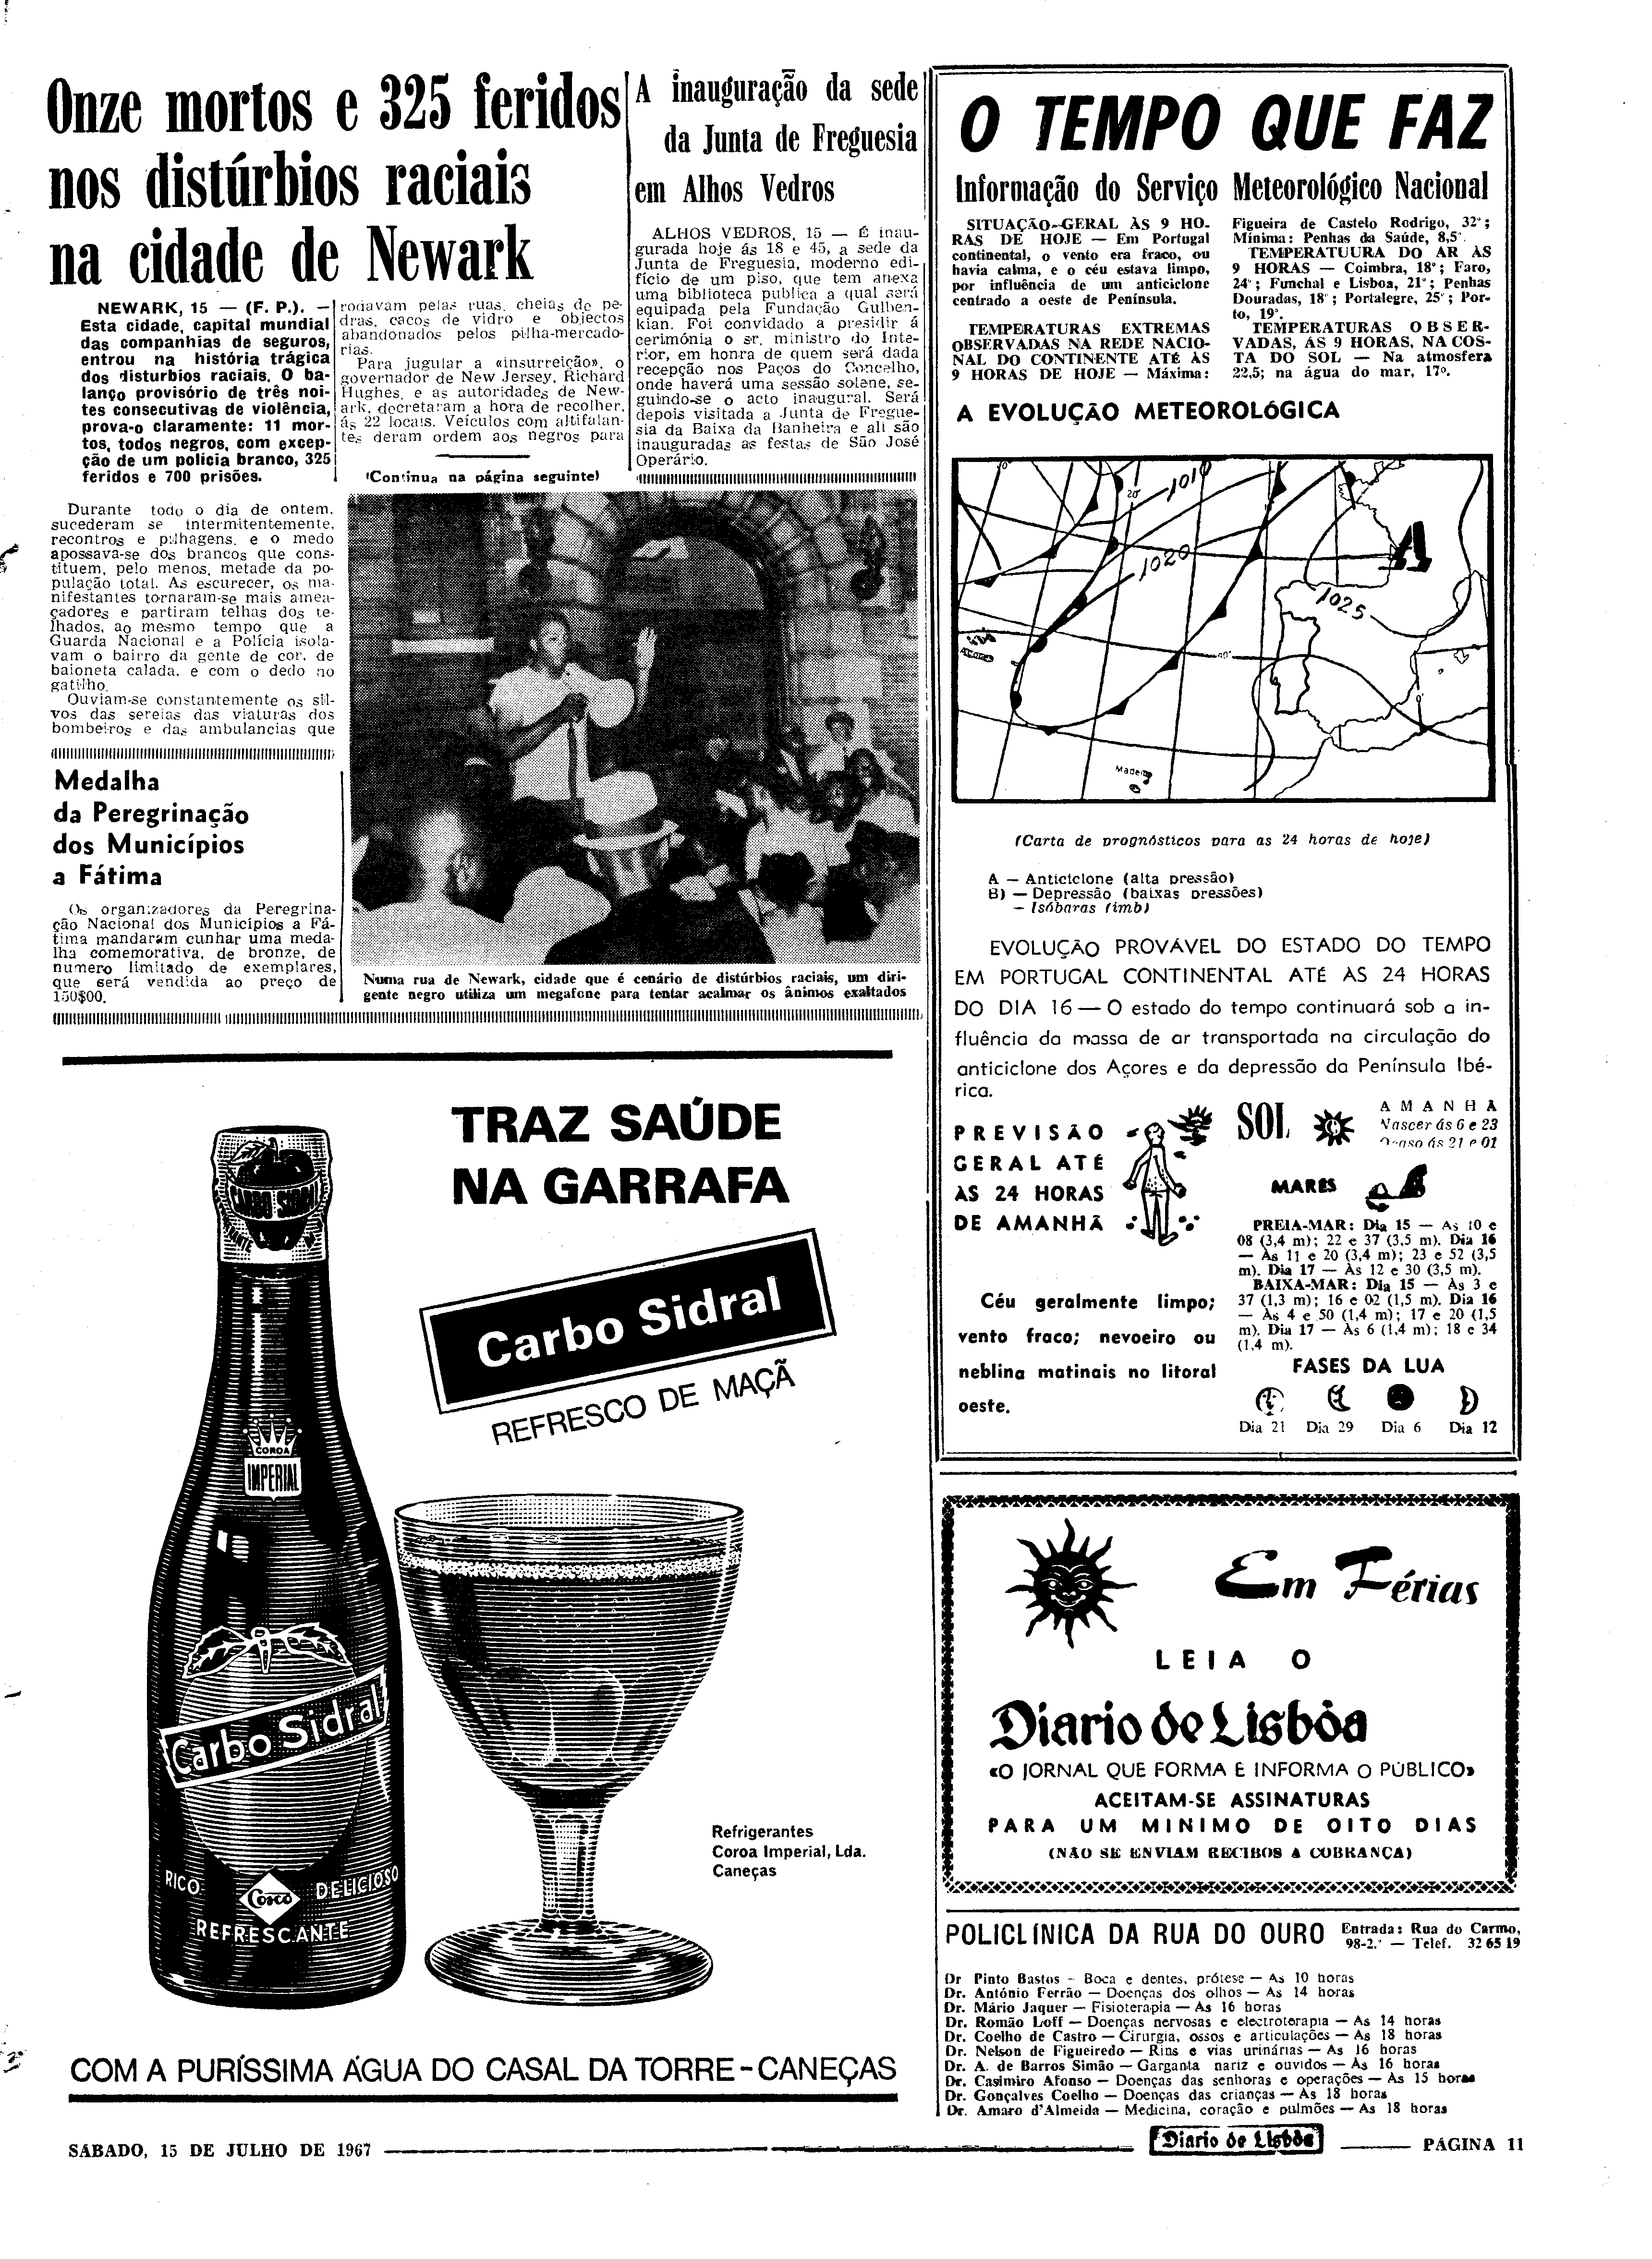 Onze mortos e 325 feridos
nos distúrbios raciais
na cidade de Newark
NEWARK, 15 — (F. P.). —
Esta cidade, capital mundial
das companhias de seguros,
entrou na história trágica
dos disturbios raciais. O ba-
lanço provisório de três noi-
tes consecutivas de violência,
prova-o claramente: 11 mor-
tos, todos negros, com excep-
ção de um polícia branco, 325
feridos e 700 prisões.
Durante todo o dia de ontem,
sucederam se intermitentemente,
recontros e pilhagens, e o medo
apossava-se dos brancos que cons-
tituem, pelo menos, metade da po-
pulação total. As escurecer, os ma-
nifestantes tornaram-se mais amea-
çadores e partiram telhas dos te-
lhados, ao mesmo tempo que a
Guarda Nacional e a Polícia isola-
vam o bairro da gente de cor, de
baioneta calada, e com o dedo no
gatilho.
Ouviam-se constantemente os sil-
vos das sereias das viaturas dos
bombeiros e das ambulancias que
rodavam pelas ruas, cheias de pe-
dras, cacos de vidro e objectos
abandonados pelos pilha-mercado-
rias.
Para jugular a «insurreição», o
governador de New Jersey, Richard
Hughes, e as autoridades de New-
ark, decretaram a hora de recolher,
ás 22 locais. Veículos com altifalan-
tes deram ordem aos negros para
(Continua na página seguinte)
A inauguração da sede
da Junta de Freguesia
em Alhos Vedros
ALHOS VEDROS, 15 — É inau-
gurada hoje ás 18 e 45, a sede da
Junta de Freguesia, moderno edi-
fício de um piso, que tem anexa
uma biblioteca publica a qual será
equipada pela Fundação Gulben-
kian. Foi convidado a presidir á
cerimónia o sr. ministro do Inte-
rior, em honra de quem será dada
recepção nos Paços do Concelho,
onde haverá uma sessão solene, se-
guindo-se o acto inaugural. Será
depois visitada a Junta de Fregue-
sia da Baixa da Banheira e ali são
inauguradas as festas de São José
Operário.
Numa rua de Newark, cidade que é cenário de distúrbios raciais, um diri-
gente negro utiliza um megafone para tentar acalmar os ânimos exaltados
Medalha
da Peregrinação
dos Municípios
a Fátima
Os organizadores da Peregrina-
ção Nacional dos Municípios a Fá-
tima mandaram cunhar uma meda-
lha comemorativa, de bronze, de
numero limitado de exemplares,
que será vendida ao preço de
150$00.
TRAZ SAÚDE
NA GARRAFA
Carbo Sidral
REFRESCO DE MAÇÃ
CARBO SIDRAL
COROA
IMPERIAL
Carbo Sidral
RICO
Cosco
DELICIOSO
REFRESCANTE
Refrigerantes
Coroa Imperial, Lda.
Caneças
COM A PURÍSSIMA ÁGUA DO CASAL DA TORRE - CANEÇAS
O TEMPO QUE FAZ
Informação do Serviço Meteorológico Nacional
SITUAÇÃO-GERAL ÀS 9 HO-
RAS DE HOJE — Em Portugal
continental, o vento era fraco, ou
havia calma, e o céu estava limpo,
por influência de um anticiclone
centrado a oeste de Península.
TEMPERATURAS EXTREMAS
OBSERVADAS NA REDE NACIO-
NAL DO CONTINENTE ATÉ ÀS
9 HORAS DE HOJE — Máxima:
Figueira de Castelo Rodrigo, 32°;
Mínima: Penhas da Saúde, 8,5°.
TEMPERATUURA DO AR ÀS
9 HORAS — Coimbra, 18°; Faro,
24°; Funchal e Lisboa, 21°; Penhas
Douradas, 18°; Portalegre, 25°; Por-
to, 19°.
TEMPERATURAS OBSER-
VADAS, ÁS 9 HORAS, NA COS-
TA DO SOL — Na atmosfera
22,5; na água do mar, 17°.
A EVOLUÇÃO METEOROLÓGICA
1010
1020
A
1025
Açores
Madeira
(Carta de prognósticos para as 24 horas de hoje)
A — Anticiclone (alta pressão)
B) — Depressão (baixas pressões)
— Isóbaras (imb)
EVOLUÇÃO PROVÁVEL DO ESTADO DO TEMPO
EM PORTUGAL CONTINENTAL ATÉ AS 24 HORAS
DO DIA 16 — O estado do tempo continuará sob a in-
fluência da massa de ar transportada na circulação do
anticiclone dos Açores e da depressão da Península Ibé-
rica.
PREVISÃO
GERAL ATÉ
ÀS 24 HORAS
DE AMANHÃ
Céu geralmente limpo;
vento fraco; nevoeiro ou
neblina matinais no litoral
oeste.
SOL
AMANHÃ
Nascer ás 6 e 23
Ocaso ás 21 e 01
MARES
PREIA-MAR: Dia 15 — As 10 e
08 (3,4 m); 22 e 37 (3,5 m). Dia 16
— Às 11 e 20 (3,4 m); 23 e 52 (3,5
m). Dia 17 — Às 12 e 30 (3,5 m).
BAIXA-MAR: Dia 15 — Às 3 e
37 (1,3 m); 16 e 02 (1,5 m). Dia 16
— Às 4 e 50 (1,4 m); 17 e 20 (1,5
m). Dia 17 — Às 6 (1,4 m); 18 e 34
(1,4 m).
FASES DA LUA
Dia 21 Dia 29 Dia 6 Dia 12
Em Férias
LEIA O
Diario de Lisbôa
«O JORNAL QUE FORMA E INFORMA O PÚBLICO»
ACEITAM-SE ASSINATURAS
PARA UM MINIMO DE OITO DIAS
(NÃO SE ENVIAM RECIBOS A COBRANÇA)
POLICLÍNICA DA RUA DO OURO
Entrada: Rua do Carmo,
98-2.° — Telef. 32 65 19
Dr Pinto Bastos – Boca e dentes, prótese — As 10 horas
Dr. António Ferrão — Doenças dos olhos — As 14 horas
Dr. Mário Jaquer — Fisioterapia — As 16 horas
Dr. Romão Loff — Doenças nervosas e electroterapia — As 14 horas
Dr. Coelho de Castro — Cirurgia, ossos e articulações — As 18 horas
Dr. Nelson de Figueiredo — Rins e vias urinárias — As 16 horas
Dr. A. de Barros Simão — Garganta nariz e ouvidos — Às 16 horas
Dr. Casimiro Afonso — Doenças das senhoras e operações — As 15 horas
Dr. Gonçalves Coelho — Doenças das crianças — As 18 horas
Dr. Amaro d'Almeida — Medicina, coração e pulmões — As 18 horas
SÁBADO, 15 DE JULHO DE 1967
Diario de Lisbôa
PÁGINA 11